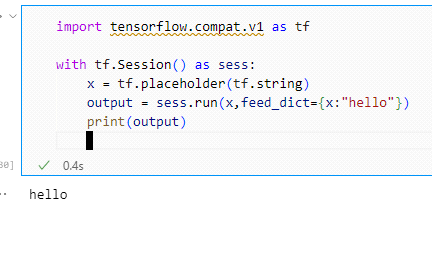 import tensorflow.compat.v1 as tf
with tf.Session() as sess:
x = tf.placeholder(tf.string)
output = sess.run(x,feed_dict={x:"hello"})
print(output)
30]
0.4s
hello